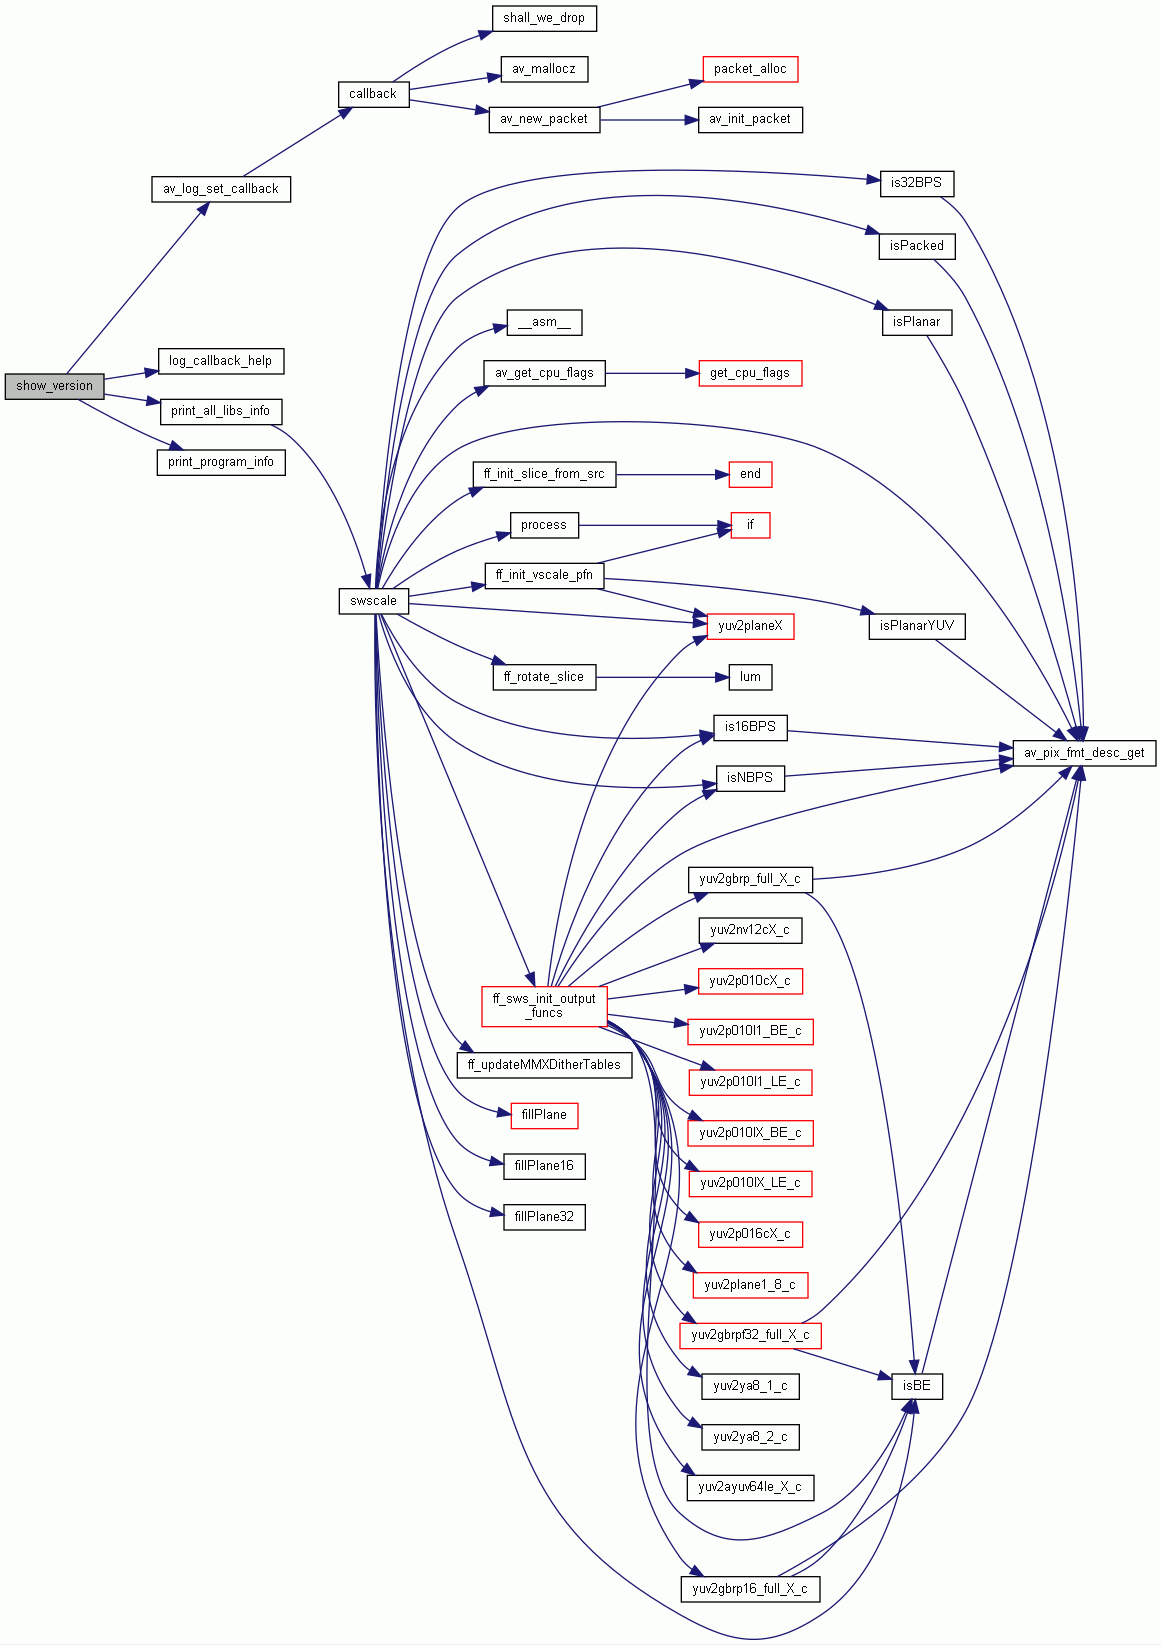 shall_we_drop
av_mallocz
packet_alloc
callback
av_new_packet
av_init_packet
av_log_set_callback
is32BPS
isPacked
isPlanar
__asm__
log_callback_help
av_get_cpu_flags
get_cpu_flags
show_version
print_all_libs_info
print_program_info
ff_init_slice_from_src
end
process
if
ff_init_vscale_pfn
swscale
yuv2planeX
isPlanarYUV
ff_rotate_slice
lum
is16BPS
av_pix_fmt_desc_get
isNBPS
yuv2gbrp_full_X_c
yuv2nv12cX_c
yuv2p010cX_c
ff_sws_init_output
_funcs
yuv2p010l1_BE_c
ff_updateMMXDitherTables
yuv2p010l1_LE_c
fillPlane
yuv2p010lX_BE_c
fillPlane16
yuv2p010lX_LE_c
fillPlane32
yuv2p016cX_c
yuv2plane1_8_c
yuv2gbrpf32_full_X_c
yuv2ya8_1_c
isBE
yuv2ya8_2_c
yuv2ayuv64le_X_c
yuv2gbrp16_full_X_c